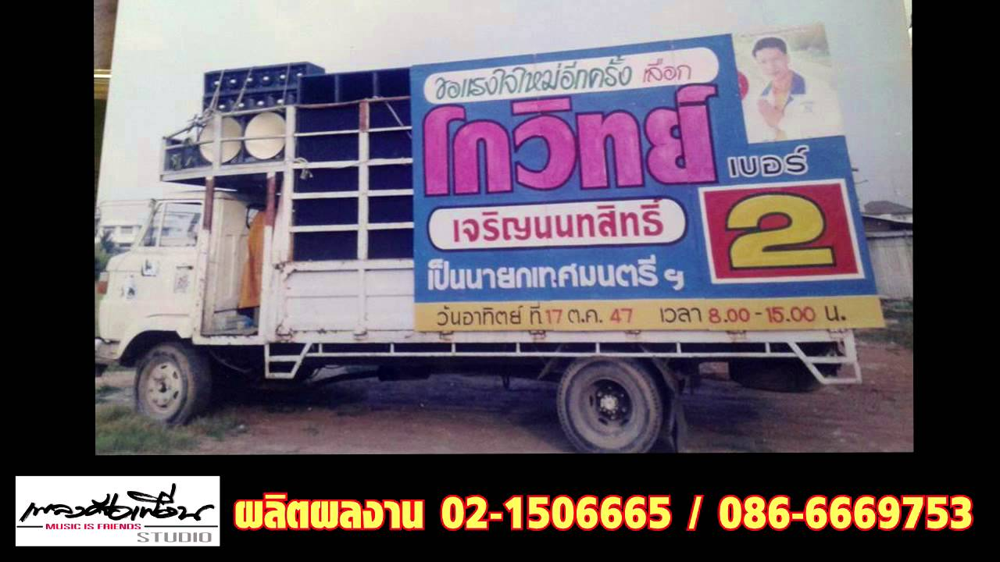 ขอแรงใจใหม่อีกครั้ง เลือก
โกวิทย์
เบอร์
2
เจริญนนทสิทธิ์
เป็นนายกเทศมนตรี ฯ
วันอาทิตย์ ที่ 17 ต.ค. 47 เวลา 8.00 - 15.00 น.
เพลงคือเพื่อน
MUSIC IS FRIENDS
STUDIO
ผลิตผลงาน 02-1506665 / 086-6669753